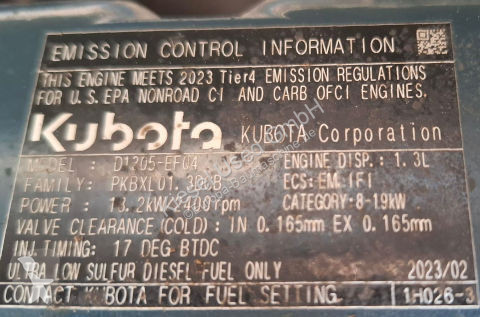 EMISSION CONTROL INFORMATION
THIS ENGINE MEETS 2023 Tier4 EMISSION REGULATIONS
FOR U.S. EPA NONROAD CI AND CARB OFCI ENGINES.
Kubota KUBOTA Corporation
MODEL : D1205-EF04 ENGINE DISP.: 1.3L
FAMILY: ECS: EM, IFI
POWER : 13.2kW/2400rpm CATEGORY:8-19kW
VALVE CLEARANCE (COLD) : IN 0.165mm EX 0.165mm
INJ.TIMING: 17 DEG BTDC
ULTRA LOW SULFUR DIESEL FUEL ONLY 2023/02
CONTACT KUBOTA FOR FUEL SETTING. 1H026-3